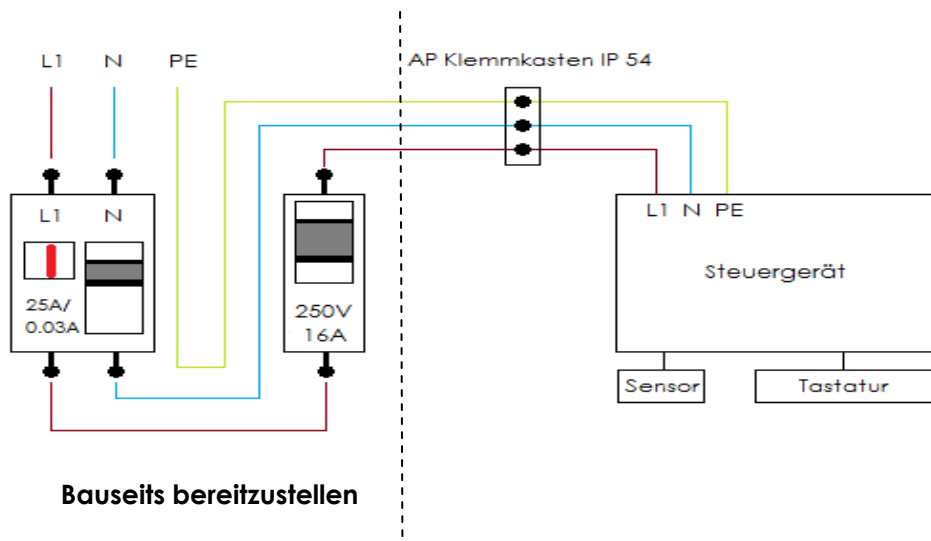 L1 N PE
AP Klemmkasten IP 54
L1 N
25A/
0.03A
250V
16A
L1 N PE
Steuergerät
Sensor
Tastatur
Bauseits bereitzustellen